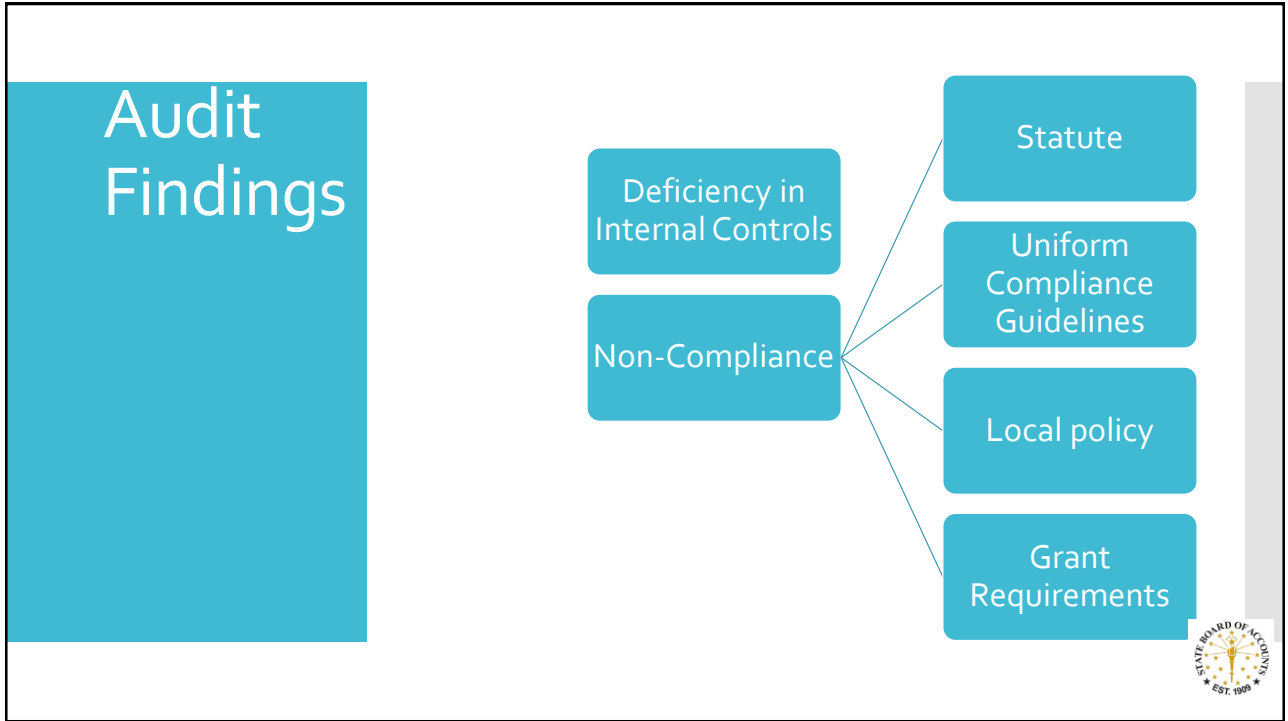 Audit
Findings
Deficiency in
Internal Controls
Non-Compliance
Statute
Uniform
Compliance
Guidelines
Local policy
Grant
Requirements
STATE BOARD OF ACCOUNTS
EST. 1909